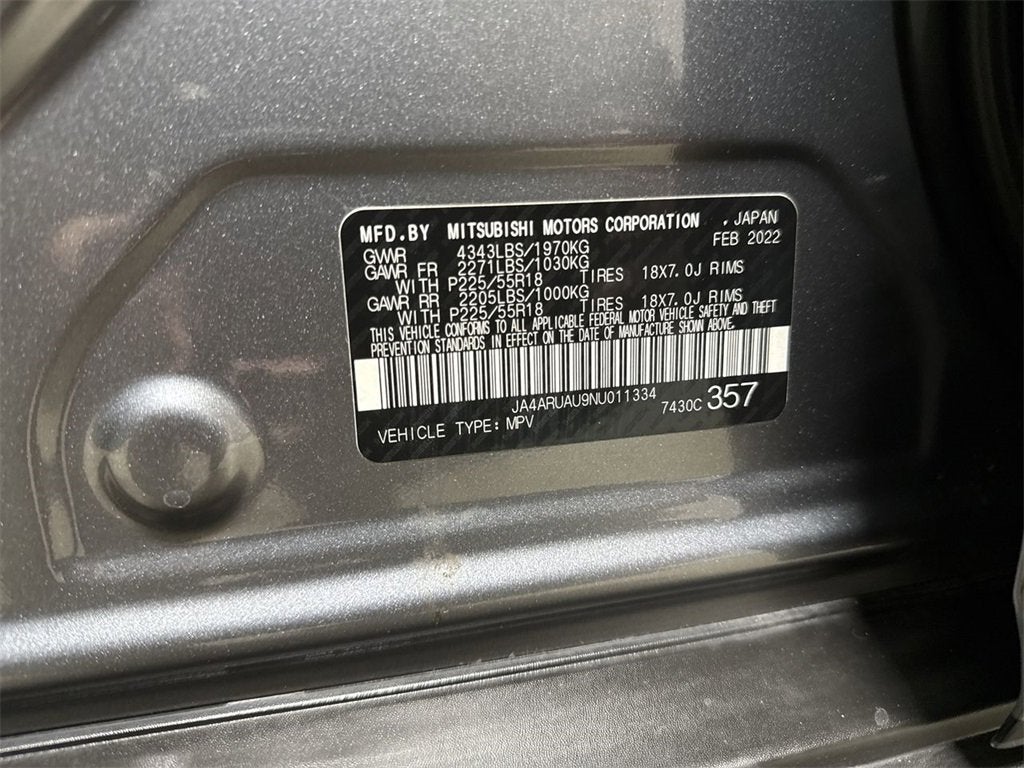 MFD.BY MITSUBISHI MOTORS CORPORATION . JAPAN
GVWR 4343LBS/1970KG FEB 2022
GAWR FR 2271LBS/1030KG
WITH P225/55R18 TIRES 18X7.0J RIMS
GAWR RR 2205LBS/1000KG
WITH P225/55R18 TIRES 18X7.0J RIMS
THIS VEHICLE CONFORMS TO ALL APPLICABLE FEDERAL MOTOR VEHICLE SAFETY AND THEFT
PREVENTION STANDARDS IN EFFECT ON THE DATE OF MANUFACTURE SHOWN ABOVE.
JA4ARUAU9NU011334
7430C 357
VEHICLE TYPE: MPV